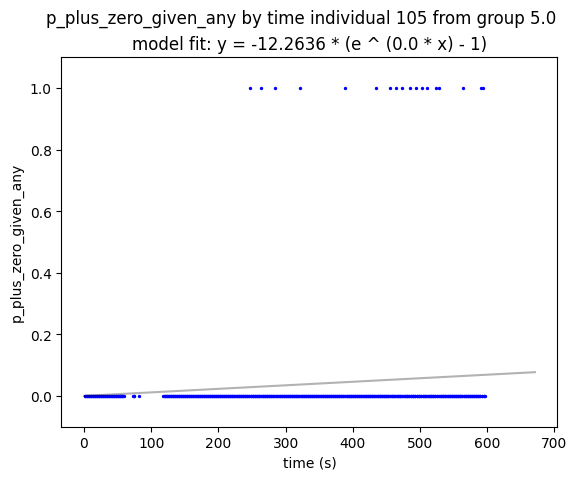 p_plus_zero_given_any by time individual 105 from group 5.0
model fit: y = -12.2636 * (e ^ (0.0 * x) - 1)
1.0
0.8
0.6
0.4
0.2
0.0
p_plus_zero_given_any
0 100 200 300 400 500 600 700
time (s)